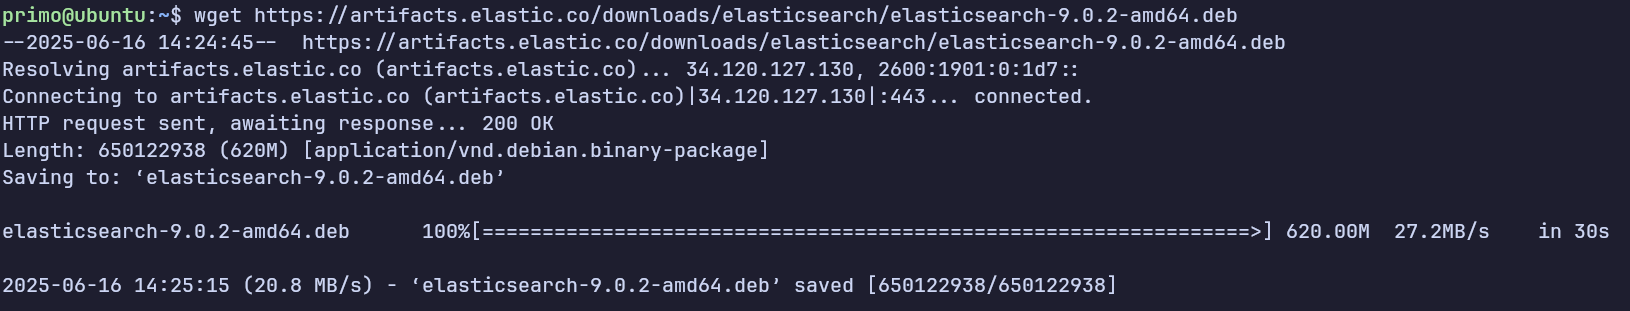 primo@ubuntu:~$ wget https://artifacts.elastic.co/downloads/elasticsearch/elasticsearch-9.0.2-amd64.deb
--2025-06-16 14:24:45--  https://artifacts.elastic.co/downloads/elasticsearch/elasticsearch-9.0.2-amd64.deb
Resolving artifacts.elastic.co (artifacts.elastic.co)... 34.120.127.130, 2600:1901:0:1d7::
Connecting to artifacts.elastic.co (artifacts.elastic.co)|34.120.127.130|:443... connected.
HTTP request sent, awaiting response... 200 OK
Length: 650122938 (620M) [application/vnd.debian.binary-package]
Saving to: ‘elasticsearch-9.0.2-amd64.deb’
elasticsearch-9.0.2-amd64.deb      100%[================================================================>] 620.00M  27.2MB/s    in 30s
2025-06-16 14:25:15 (20.8 MB/s) - ‘elasticsearch-9.0.2-amd64.deb’ saved [650122938/650122938]